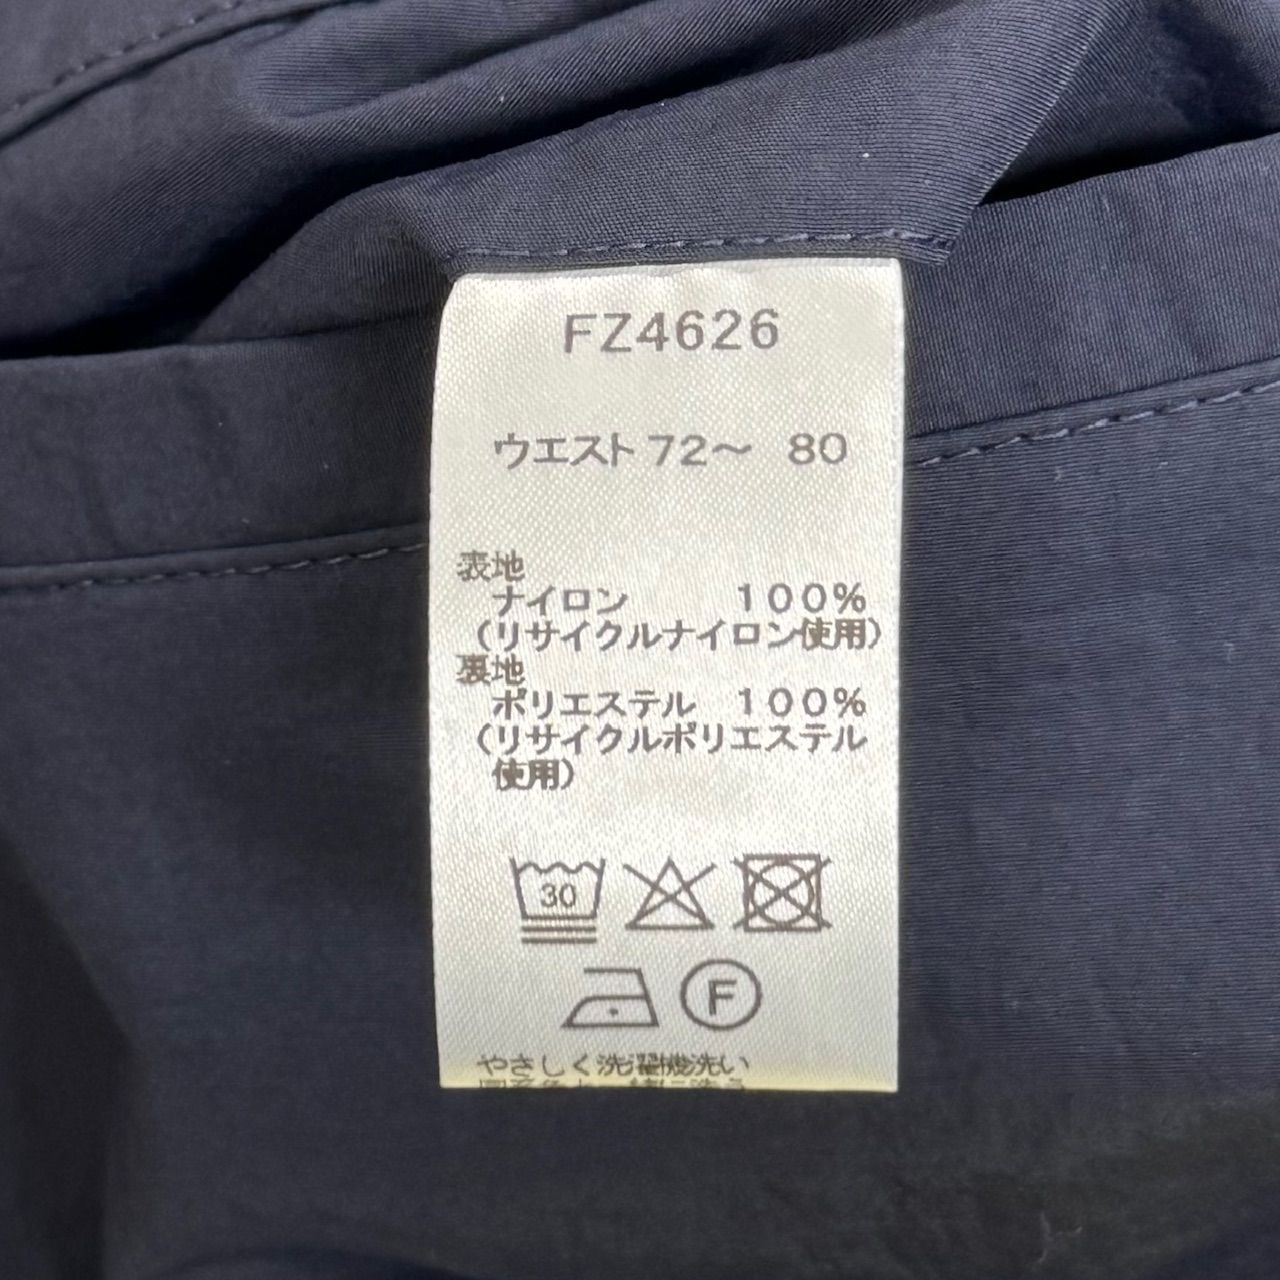 FZ4626
ウエスト 72～ 80
表地
ナイロン 100%
(リサイクルナイロン使用)
裏地
ポリエステル 100%
(リサイクルポリエステル
使用)
30
F
やさしく洗濯機洗い